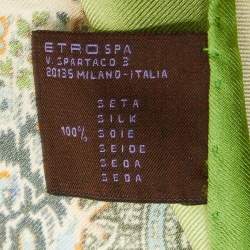 ETRO SPA
V. SPARTACO 3
20135 MILANO-ITALIA
SETA
SILK
100% SOIE
SEIDE
SEDA
SEDA